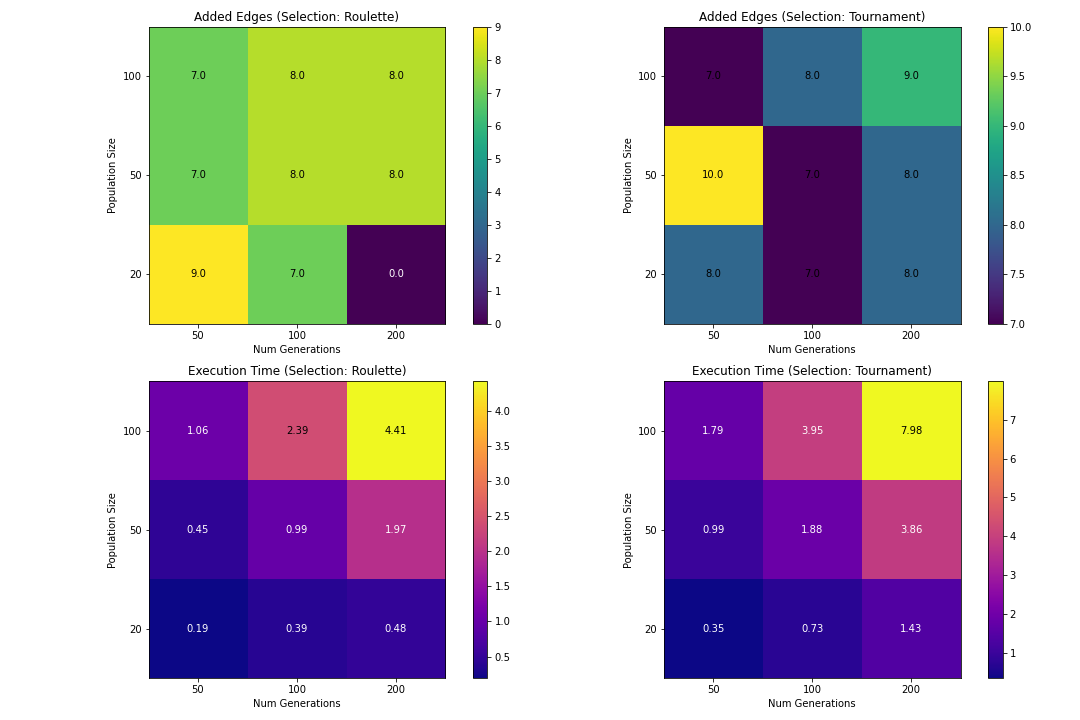 Added Edges (Selection: Roulette)
Population Size
100
50
20
7.0 8.0 8.0
7.0 8.0 8.0
9.0 7.0 0.0
50 100 200
Num Generations
9
8
7
6
5
4
3
2
1
0
Added Edges (Selection: Tournament)
Population Size
100
50
20
7.0 8.0 9.0
10.0 7.0 8.0
8.0 7.0 8.0
50 100 200
Num Generations
10.0
9.5
9.0
8.5
8.0
7.5
7.0
Execution Time (Selection: Roulette)
Population Size
100
50
20
1.06 2.39 4.41
0.45 0.99 1.97
0.19 0.39 0.48
50 100 200
Num Generations
4.0
3.5
3.0
2.5
2.0
1.5
1.0
0.5
Execution Time (Selection: Tournament)
Population Size
100
50
20
1.79 3.95 7.98
0.99 1.88 3.86
0.35 0.73 1.43
50 100 200
Num Generations
7
6
5
4
3
2
1